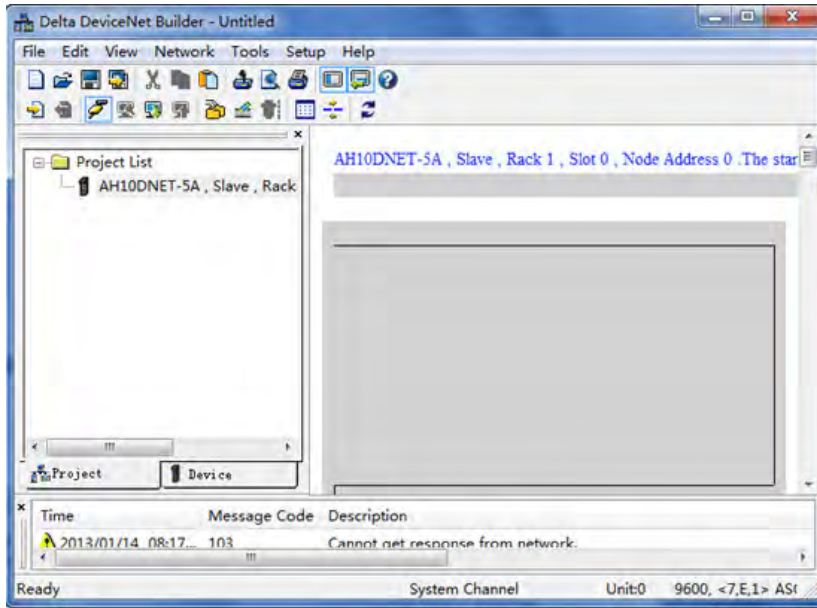 Delta DeviceNet Builder - Untitled
File Edit View Network Tools Setup Help
Project List
AH10DNET-5A , Slave , Rack
AH10DNET-5A , Slave , Rack 1 , Slot 0 , Node Address 0 .The star
Project Device
Time Message Code Description
2013/01/14 08:17... 103 Cannot get response from network.
Ready System Channel Unit:0 9600, <7,E,1>